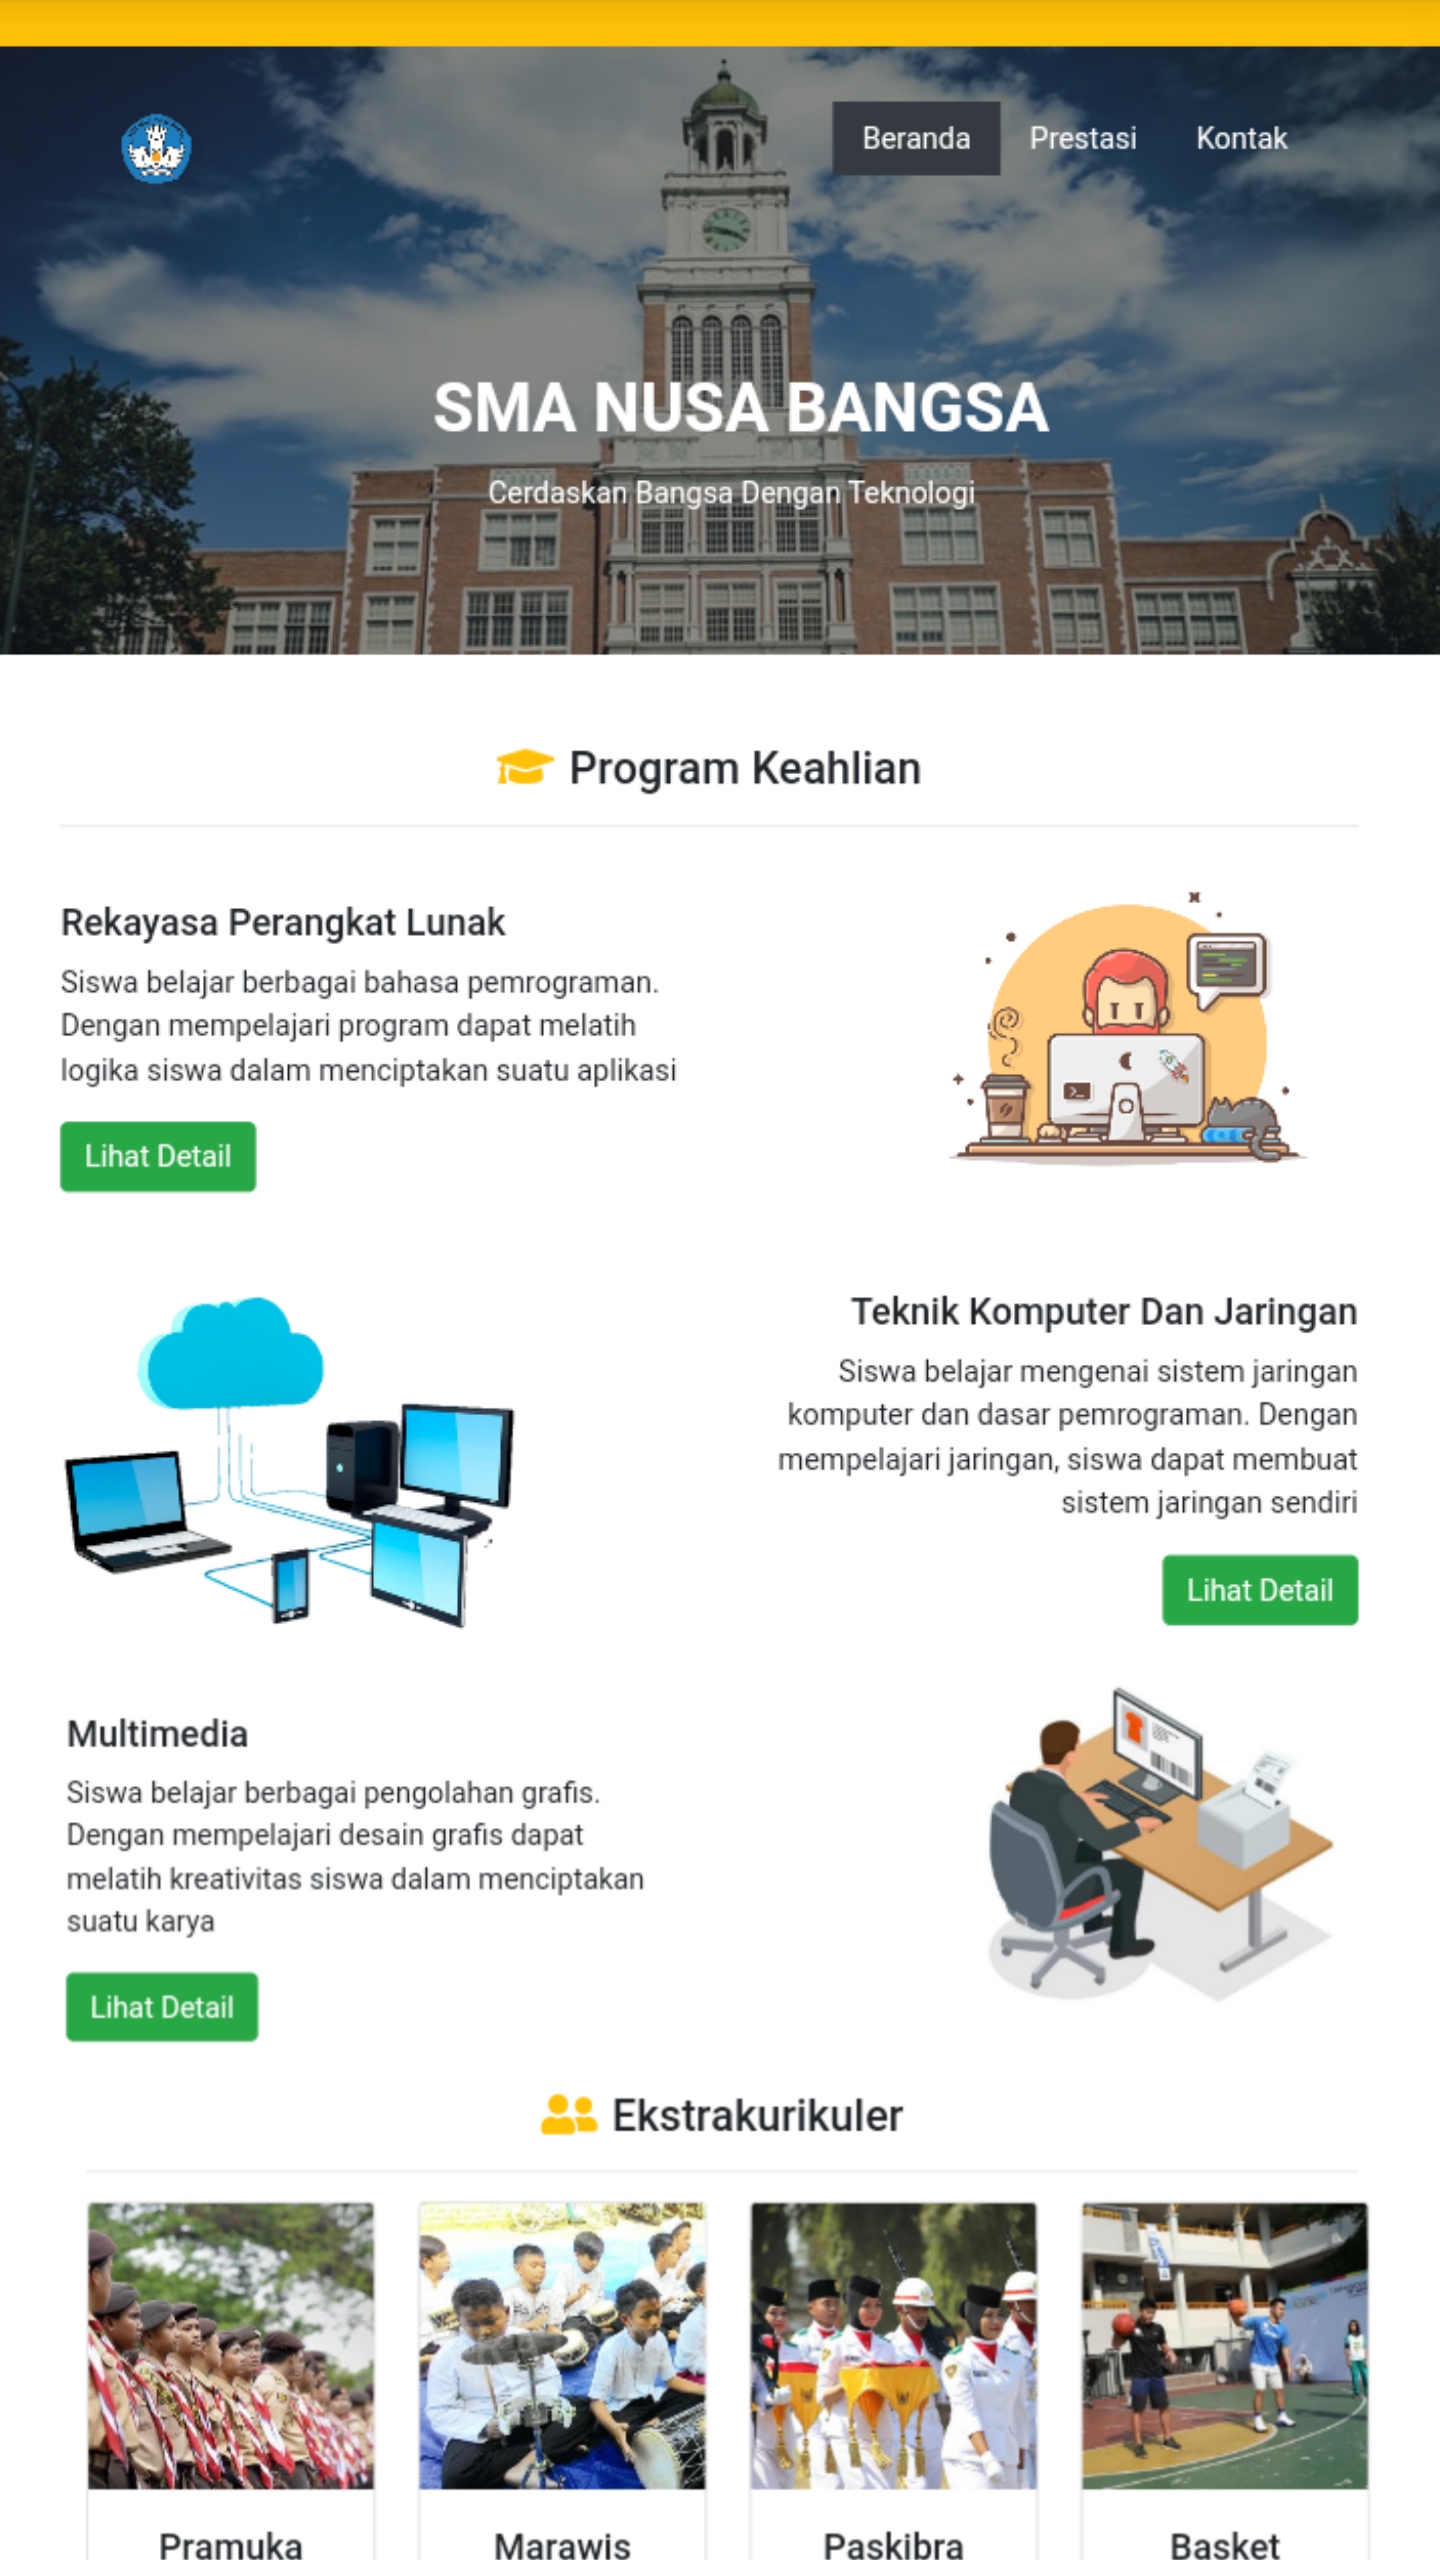 Beranda Prestasi Kontak
SMA NUSA BANGSA
Cerdaskan Bangsa Dengan Teknologi
Program Keahlian
Rekayasa Perangkat Lunak
Siswa belajar berbagai bahasa pemrograman.
Dengan mempelajari program dapat melatih
logika siswa dalam menciptakan suatu aplikasi
Lihat Detail
Teknik Komputer Dan Jaringan
Siswa belajar mengenai sistem jaringan
komputer dan dasar pemrograman. Dengan
mempelajari jaringan, siswa dapat membuat
sistem jaringan sendiri
Lihat Detail
Multimedia
Siswa belajar berbagai pengolahan grafis.
Dengan mempelajari desain grafis dapat
melatih kreativitas siswa dalam menciptakan
suatu karya
Lihat Detail
Ekstrakurikuler
Pramuka Marawis Paskibra Basket